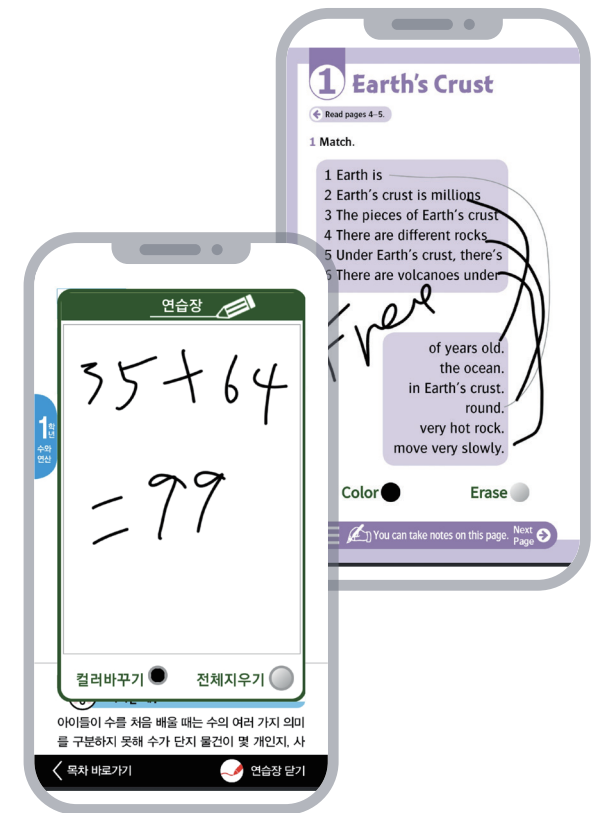 1 Earth's Crust
Read pages 4-5.
1 Match.
1 Earth is
2 Earth's crust is millions
3 The pieces of Earth's crust
4 There are different rocks
5 Under Earth's crust, there's
6 There are volcanoes under
Free
of years old.
the ocean.
in Earth's crust.
round.
very hot rock.
move very slowly.
Color
Erase
You can take notes on this page.
Next
Page
연습장
35+64
=99
1학년
수와
연산
컬러바꾸기
전체지우기
아이들이 수를 처음 배울 때는 수의 여러 가지 의미
를 구분하지 못해 수가 단지 물건이 몇 개인지, 사
목차 바로가기
연습장 닫기